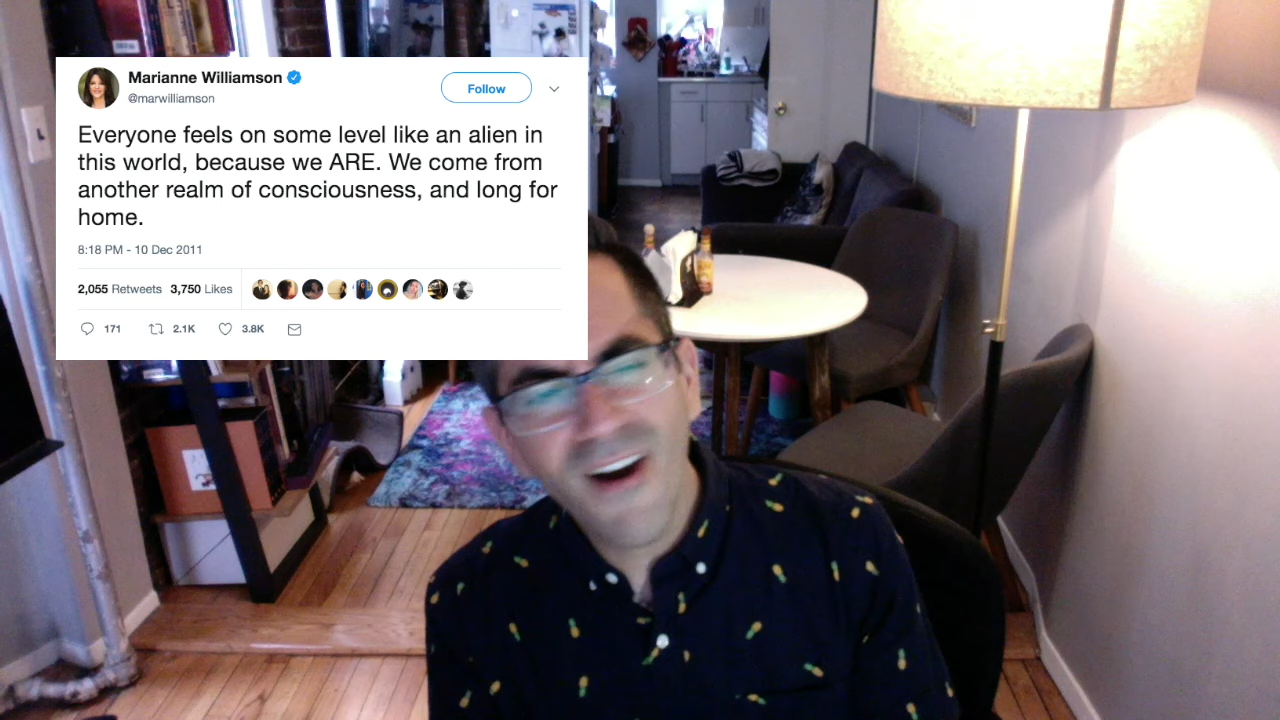 Marianne Williamson
@marwilliamson
Follow
Everyone feels on some level like an alien in
this world, because we ARE. We come from
another realm of consciousness, and long for
home.
8:18 PM - 10 Dec 2011
2,055 Retweets 3,750 Likes
171 2.1K 3.8K